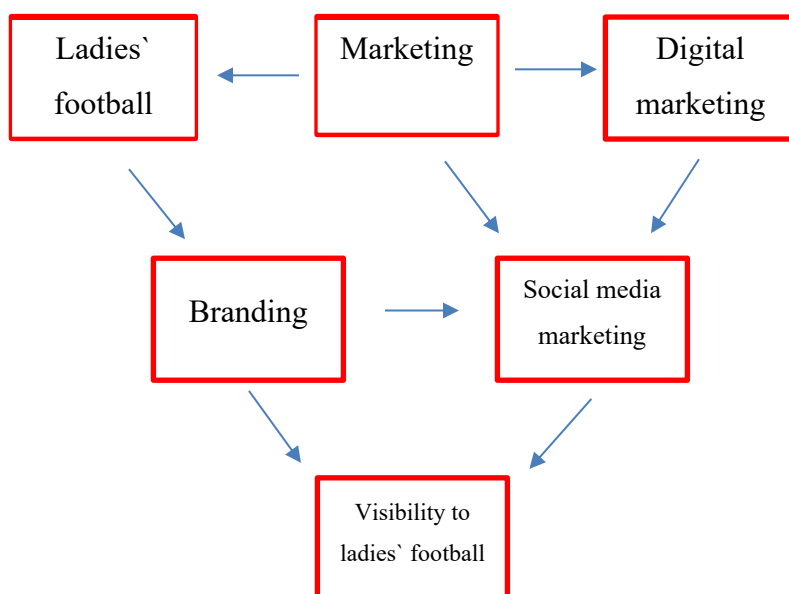 Ladies`
football
Marketing
Digital
marketing
Branding
Social media
marketing
Visibility to
ladies` football